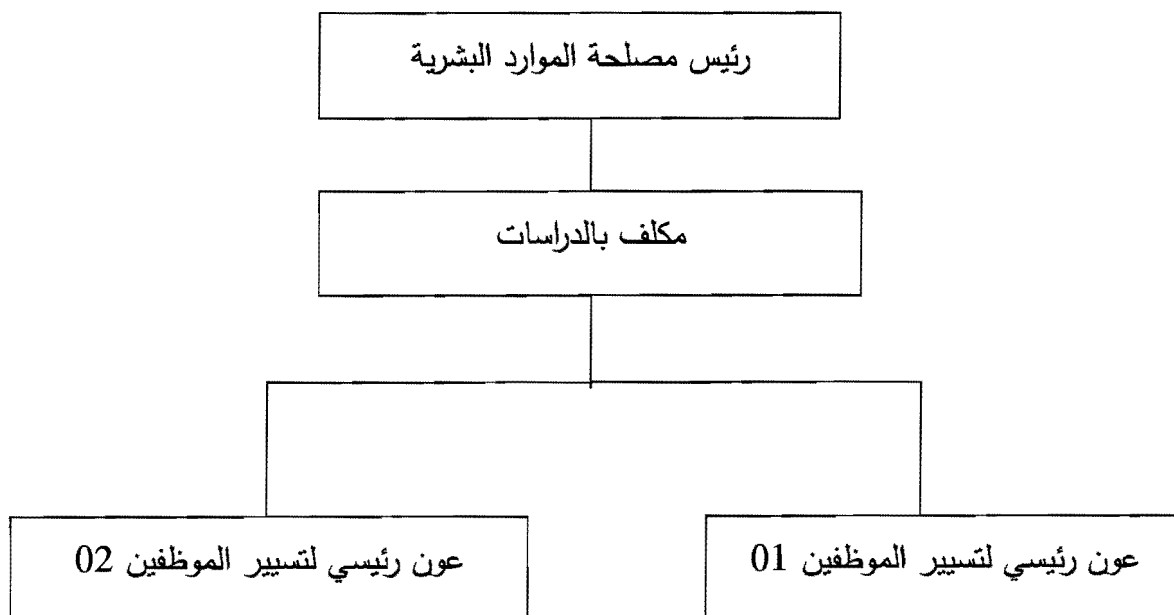 رئيس مصلحة الموارد البشرية
مكلف بالدراسات
عون رئيسي لتسيير الموظفين 01
عون رئيسي لتسيير الموظفين 02